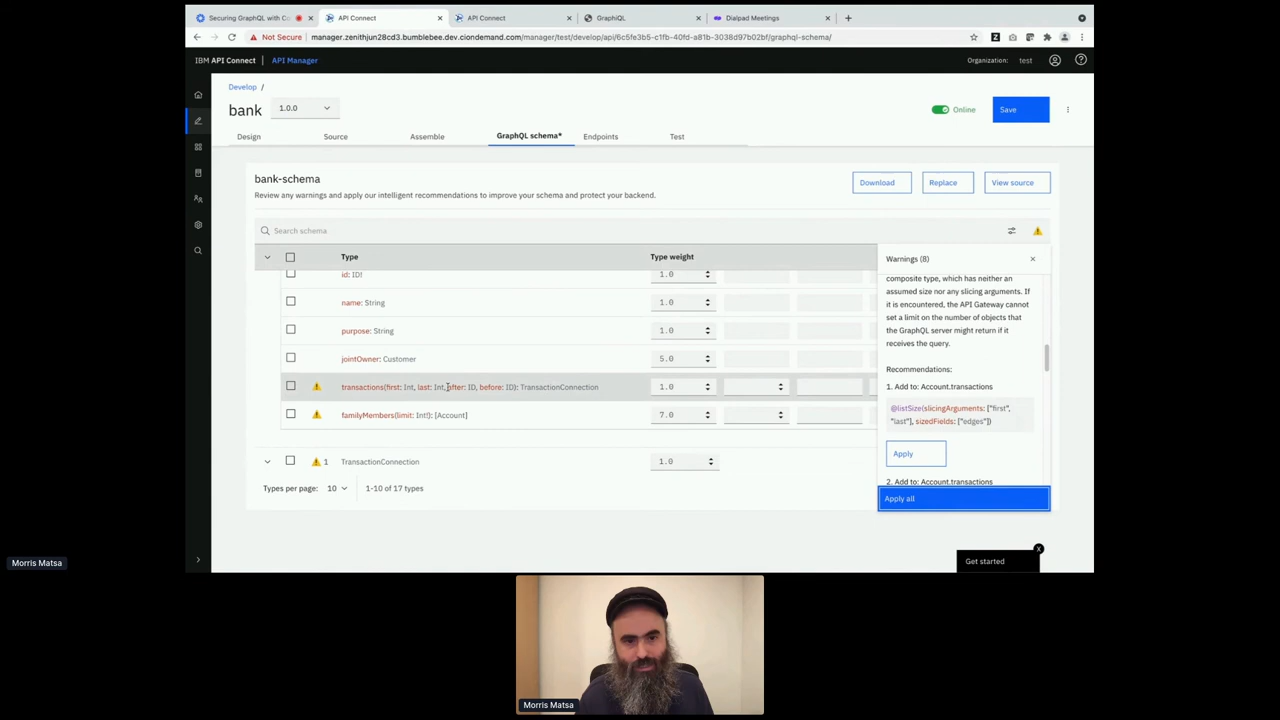 Securing GraphQL with Co
API Connect
API Connect
GraphiQL
Dialpad Meetings
Not Secure
manager.zenithjun28cd3.bumblebee.dev.ciondemand.com/manager/test/develop/api/6c5fe3b5-c1fb-40fd-a81b-3038d97b02bf/graphql-schema/
IBM API Connect
API Manager
Organization: test
Develop /
bank 1.0.0
Online
Save
Design
Source
Assemble
GraphQL schema*
Endpoints
Test
bank-schema
Review any warnings and apply our intelligent recommendations to improve your schema and protect your backend.
Download
Replace
View source
Search schema
Type
Type weight
id: ID! 1.0
name: String 1.0
purpose: String 1.0
jointOwner: Customer 5.0
transactions(first: Int, last: Int, after: ID, before: ID): TransactionConnection 1.0
familyMembers(limit: Int!): [Account] 7.0
1 TransactionConnection 1.0
Types per page: 10 1-10 of 17 types
Warnings (8)
composite type, which has neither an
assumed size nor any slicing arguments. If
it is encountered, the API Gateway cannot
set a limit on the number of objects that
the GraphQL server might return if it
receives the query.
Recommendations:
1. Add to: Account.transactions
@listSize(slicingArguments: ["first",
"last"], sizedFields: ["edges"])
Apply
2. Add to: Account.transactions
Apply all
Get started
X
Morris Matsa
Morris Matsa